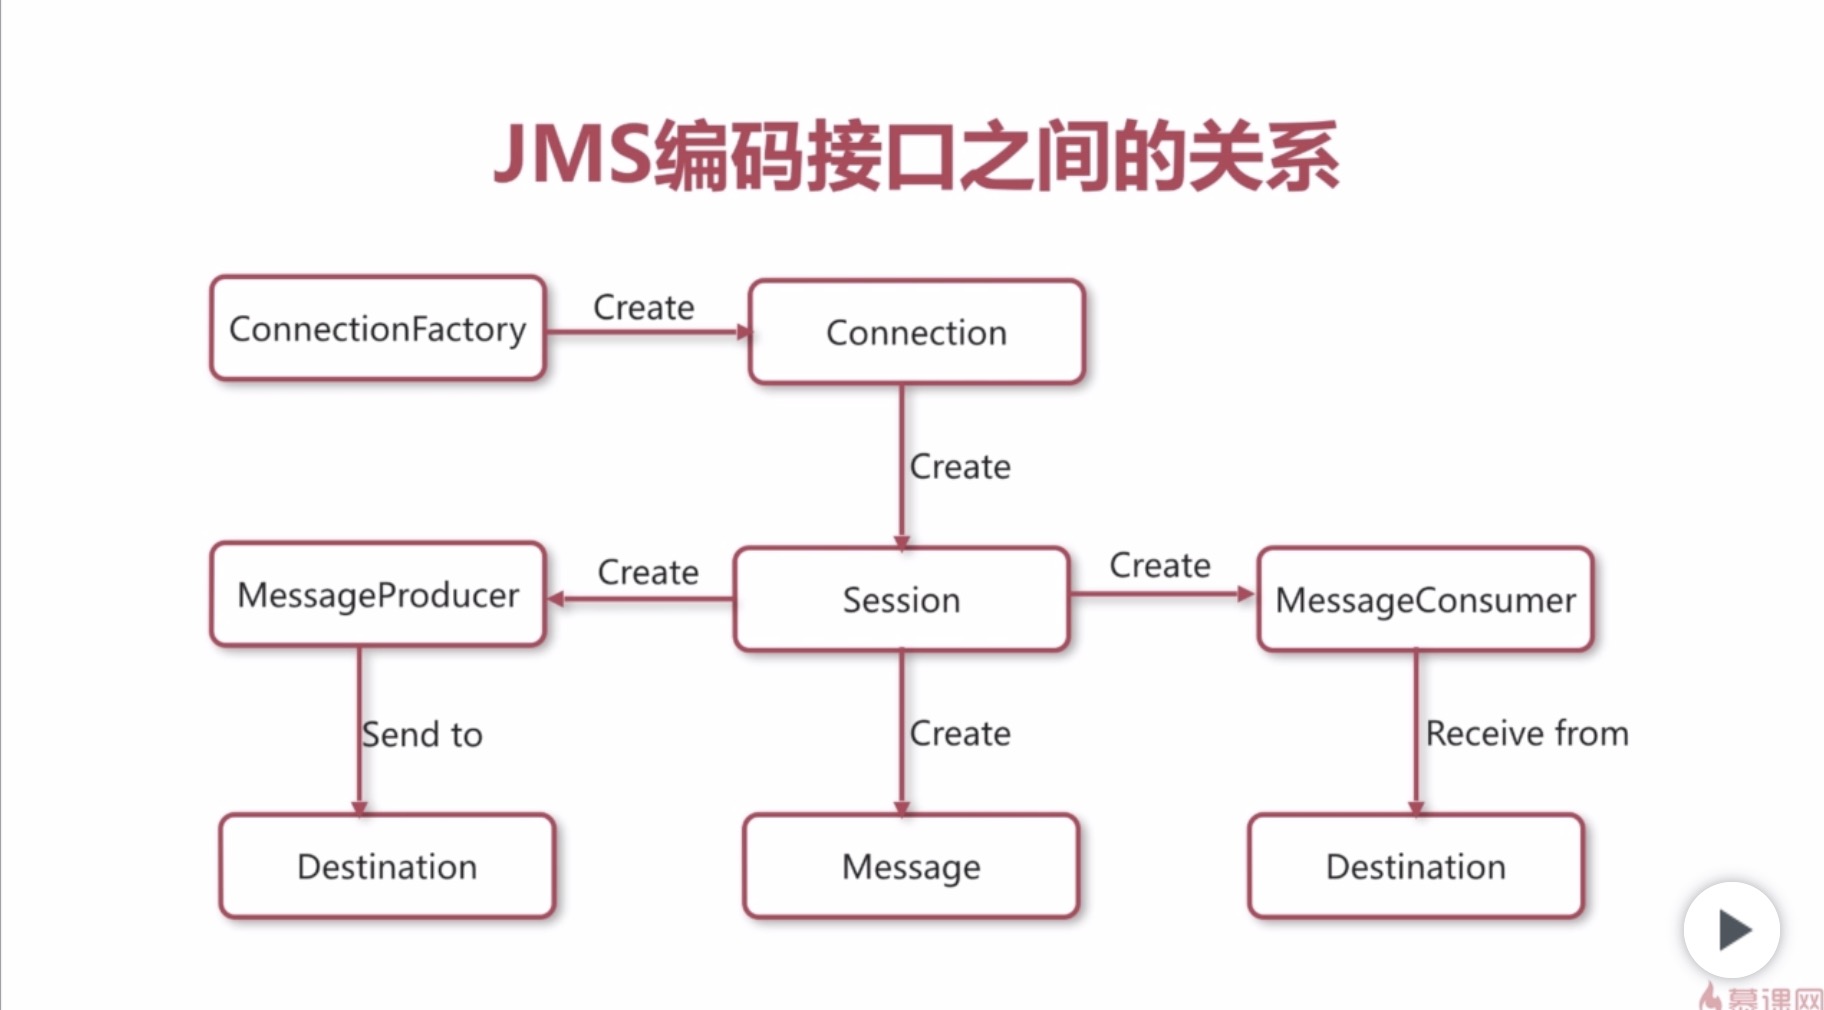 JMS编码接口之间的关系
ConnectionFactory
Create
Connection
Create
MessageProducer
Create
Session
Create
MessageConsumer
Send to
Create
Receive from
Destination
Message
Destination
慕课网